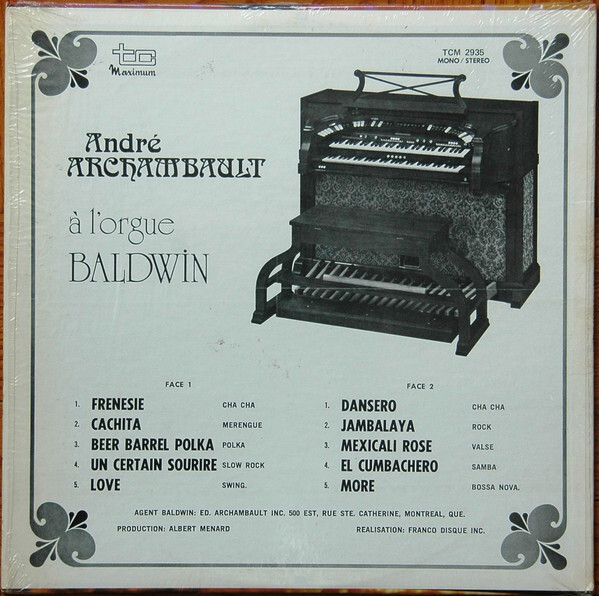 tc
Maximum
TCM 2935
MONO/STEREO
André
ARCHAMBAULT
à l'orgue
BALDWIN
FACE 1
1. FRENESIE CHA CHA
2. CACHITA MERENGUE
3. BEER BARREL POLKA POLKA
4. UN CERTAIN SOURIRE SLOW ROCK
5. LOVE SWING.
FACE 2
1. DANSERO CHA CHA
2. JAMBALAYA ROCK
3. MEXICALI ROSE VALSE
4. EL CUMBACHERO SAMBA
5. MORE BOSSA NOVA.
AGENT BALDWIN: ED. ARCHAMBAULT INC. 500 EST, RUE STE. CATHERINE, MONTREAL, QUE.
PRODUCTION: ALBERT MENARD REALISATION: FRANCO DISQUE INC.